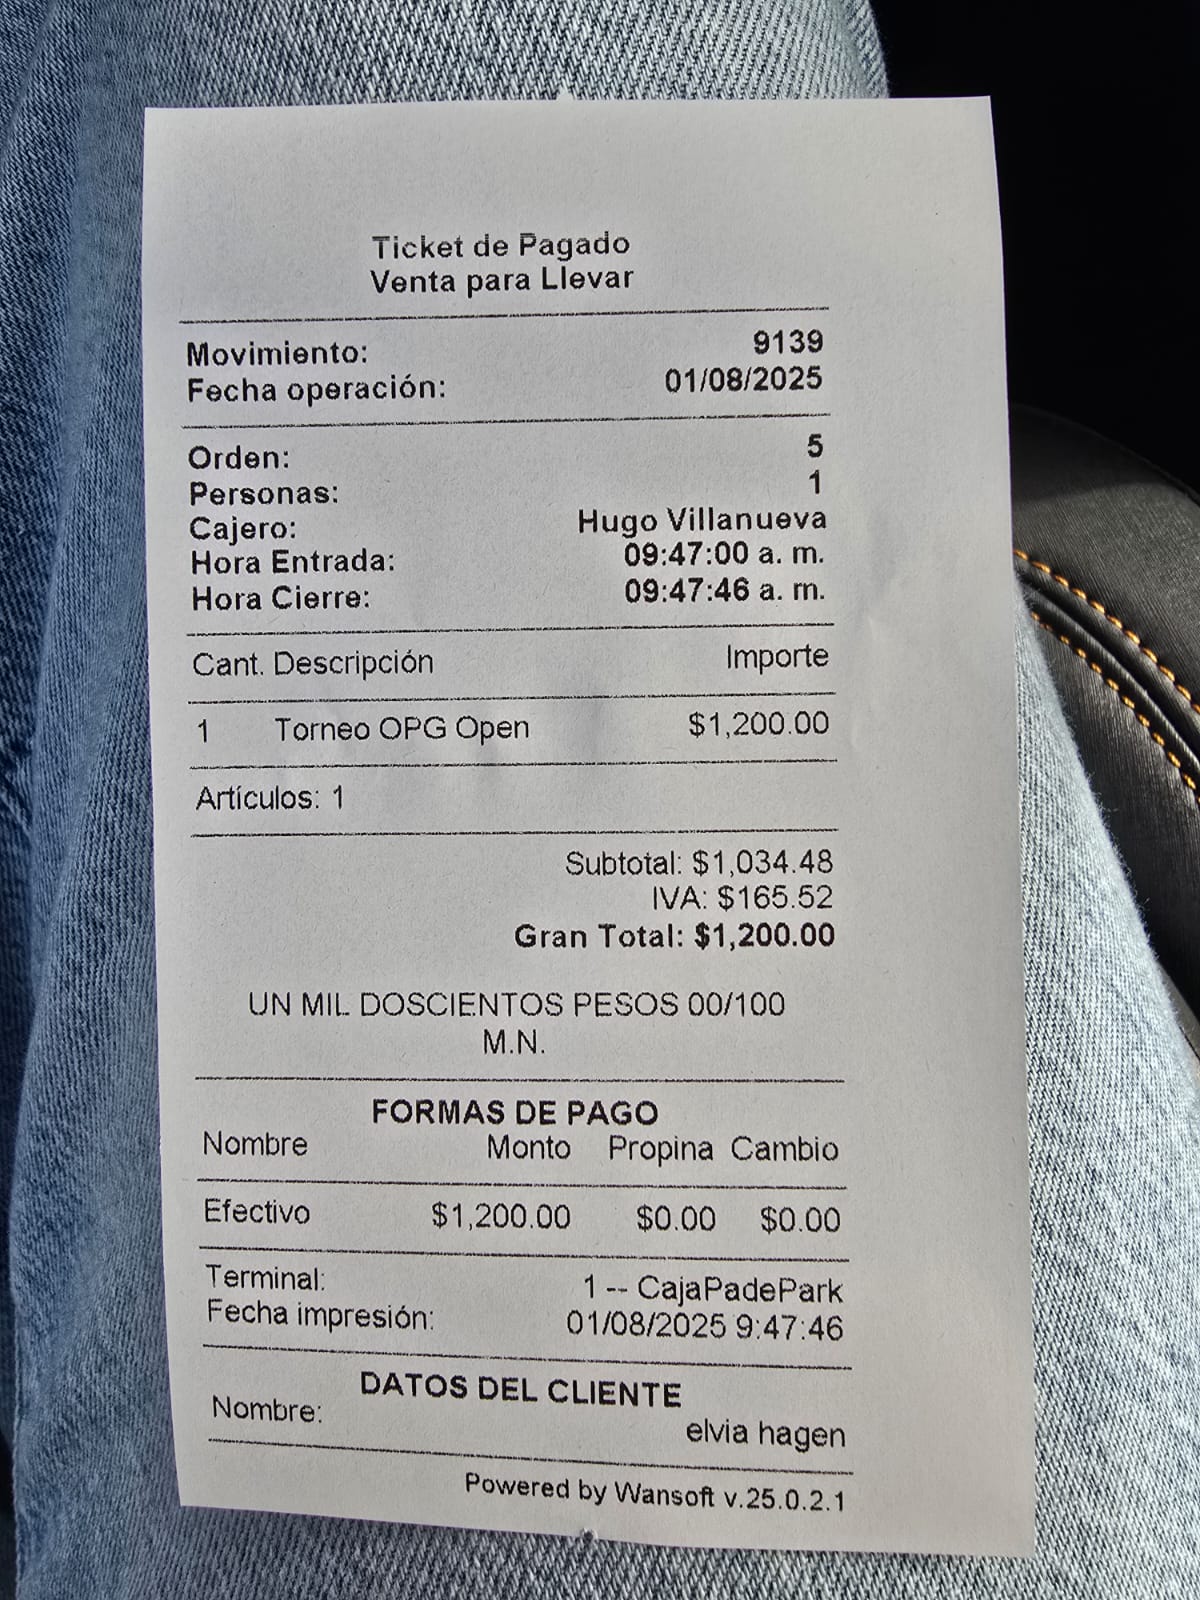 Ticket de Pagado
Venta para Llevar
Movimiento: 9139
Fecha operación: 01/08/2025
Orden: 5
Personas: 1
Cajero: Hugo Villanueva
Hora Entrada: 09:47:00 a. m.
Hora Cierre: 09:47:46 a. m.
Cant. Descripción Importe
1 Torneo OPG Open $1,200.00
Artículos: 1
Subtotal: $1,034.48
IVA: $165.52
Gran Total: $1,200.00
UN MIL DOSCIENTOS PESOS 00/100
M.N.
FORMAS DE PAGO
Nombre Monto Propina Cambio
Efectivo $1,200.00 $0.00 $0.00
Terminal: 1 -- CajaPadePark
Fecha impresión: 01/08/2025 9:47:46
DATOS DEL CLIENTE
Nombre: elvia hagen
Powered by Wansoft v.25.0.2.1